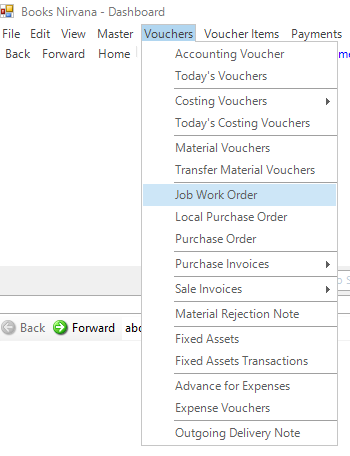 Books Nirvana - Dashboard
File Edit View Master Vouchers Voucher Items Payments
Back Forward Home
Accounting Voucher
Today's Vouchers
Costing Vouchers
Today's Costing Vouchers
Material Vouchers
Transfer Material Vouchers
Job Work Order
Local Purchase Order
Purchase Order
Purchase Invoices
Sale Invoices
Material Rejection Note
Back Forward
Fixed Assets
Fixed Assets Transactions
Advance for Expenses
Expense Vouchers
Outgoing Delivery Note